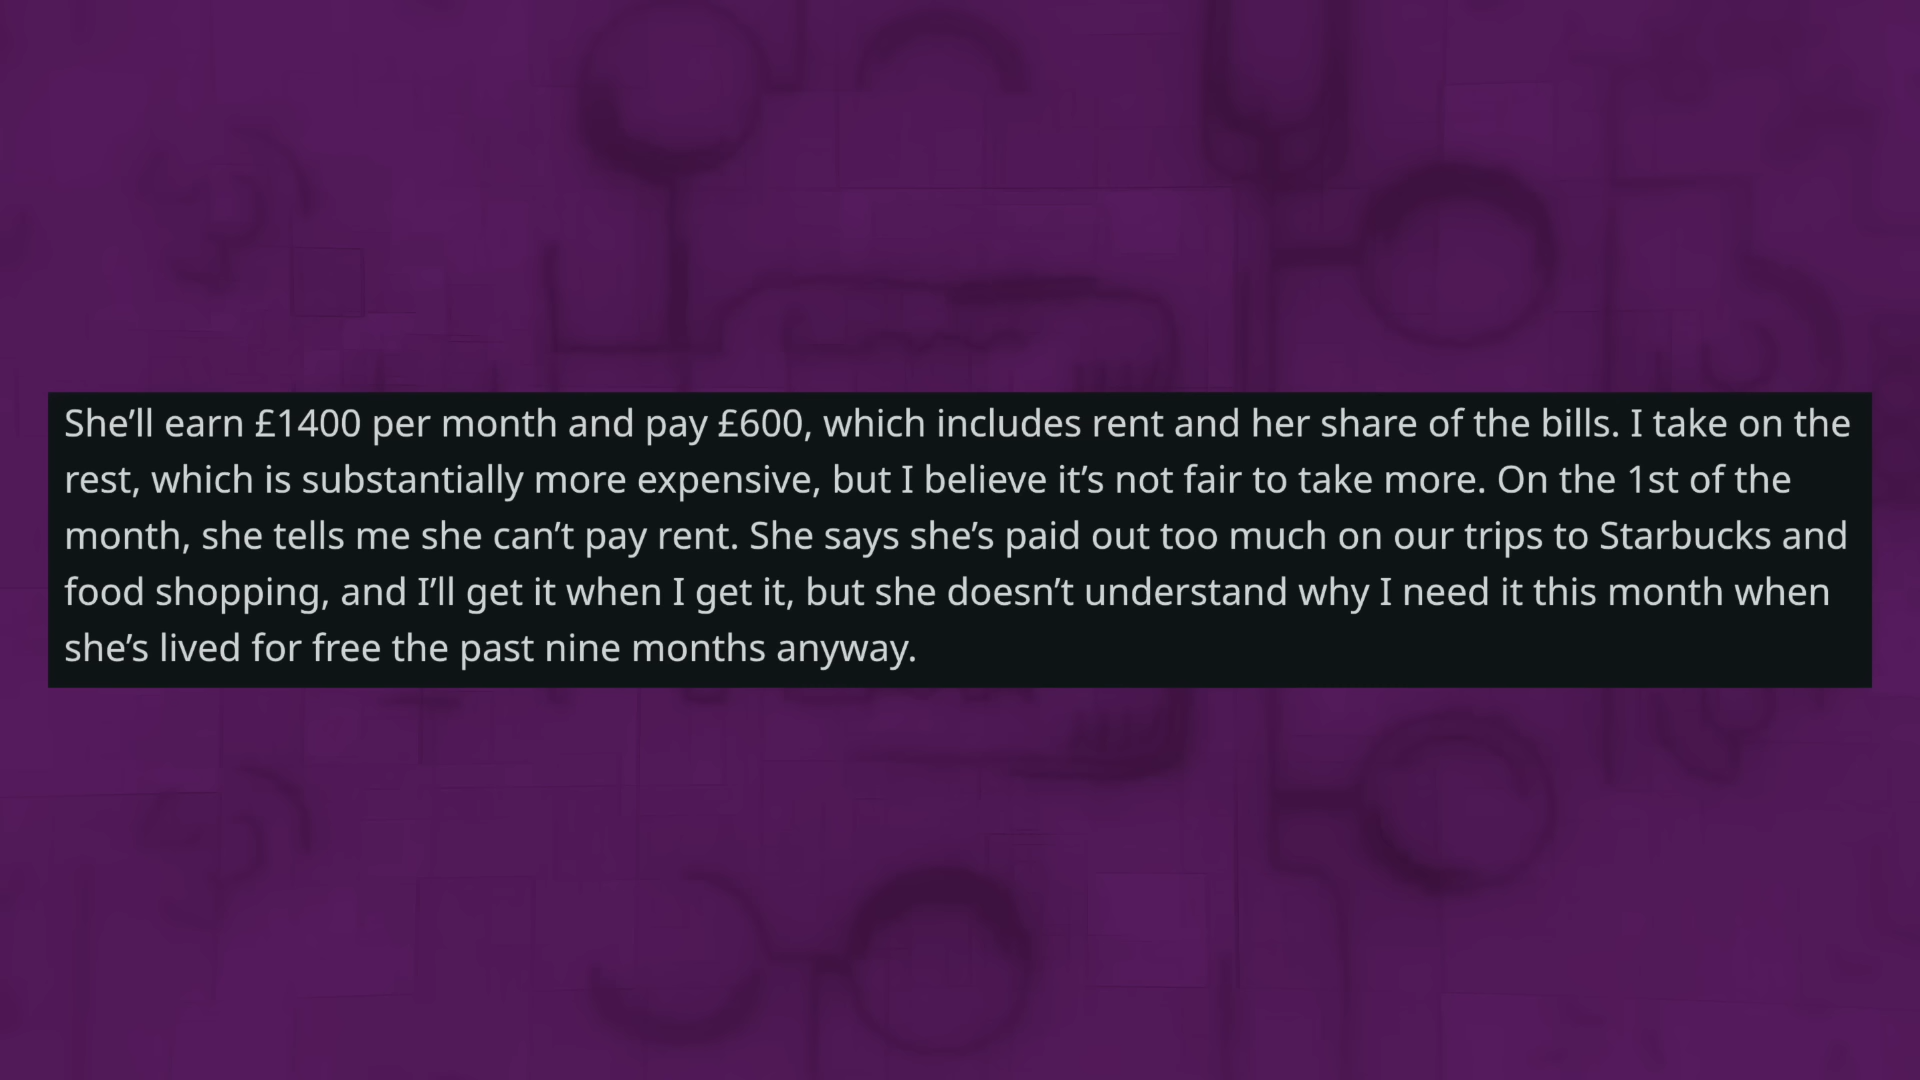 She’ll earn £1400 per month and pay £600, which includes rent and her share of the bills. I take on the
rest, which is substantially more expensive, but I believe it’s not fair to take more. On the 1st of the
month, she tells me she can’t pay rent. She says she’s paid out too much on our trips to Starbucks and
food shopping, and I’ll get it when I get it, but she doesn’t understand why I need it this month when
she’s lived for free the past nine months anyway.